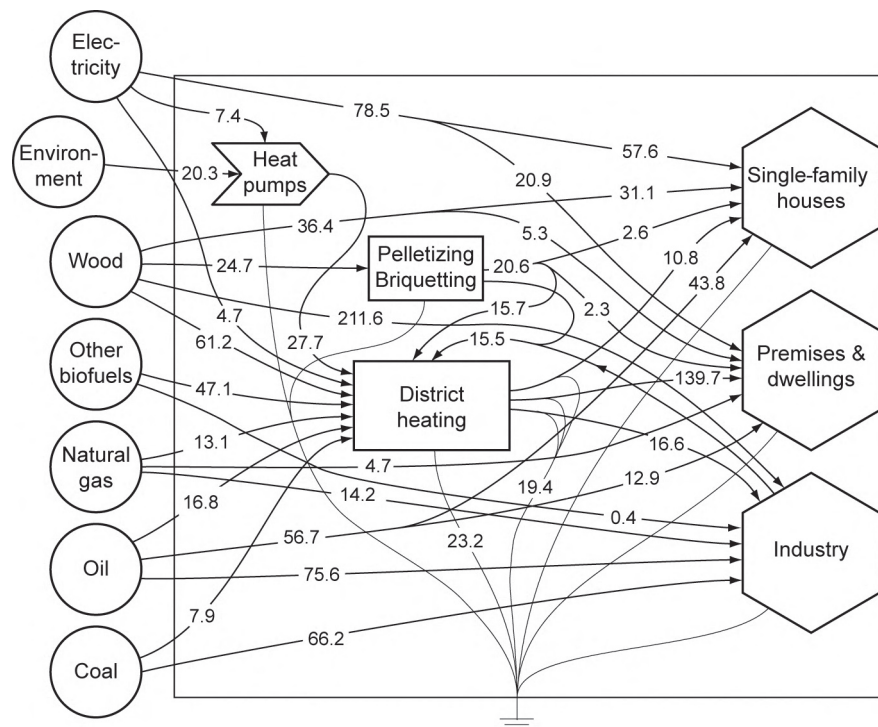 Elec-
tricity
78.5
7.4
Environ-
ment
20.3
Heat
pumps
57.6
Single-family
houses
20.9
31.1
36.4
5.3
2.6
Wood
24.7
Pelletizing
Briquetting
20.6
10.8
43.8
4.7
211.6
15.7
2.3
61.2
27.7
15.5
Other
biofuels
47.1
District
heating
139.7
Premises &
dwellings
13.1
Natural
gas
4.7
16.6
16.8
14.2
19.4
12.9
0.4
56.7
23.2
Industry
Oil
75.6
7.9
66.2
Coal